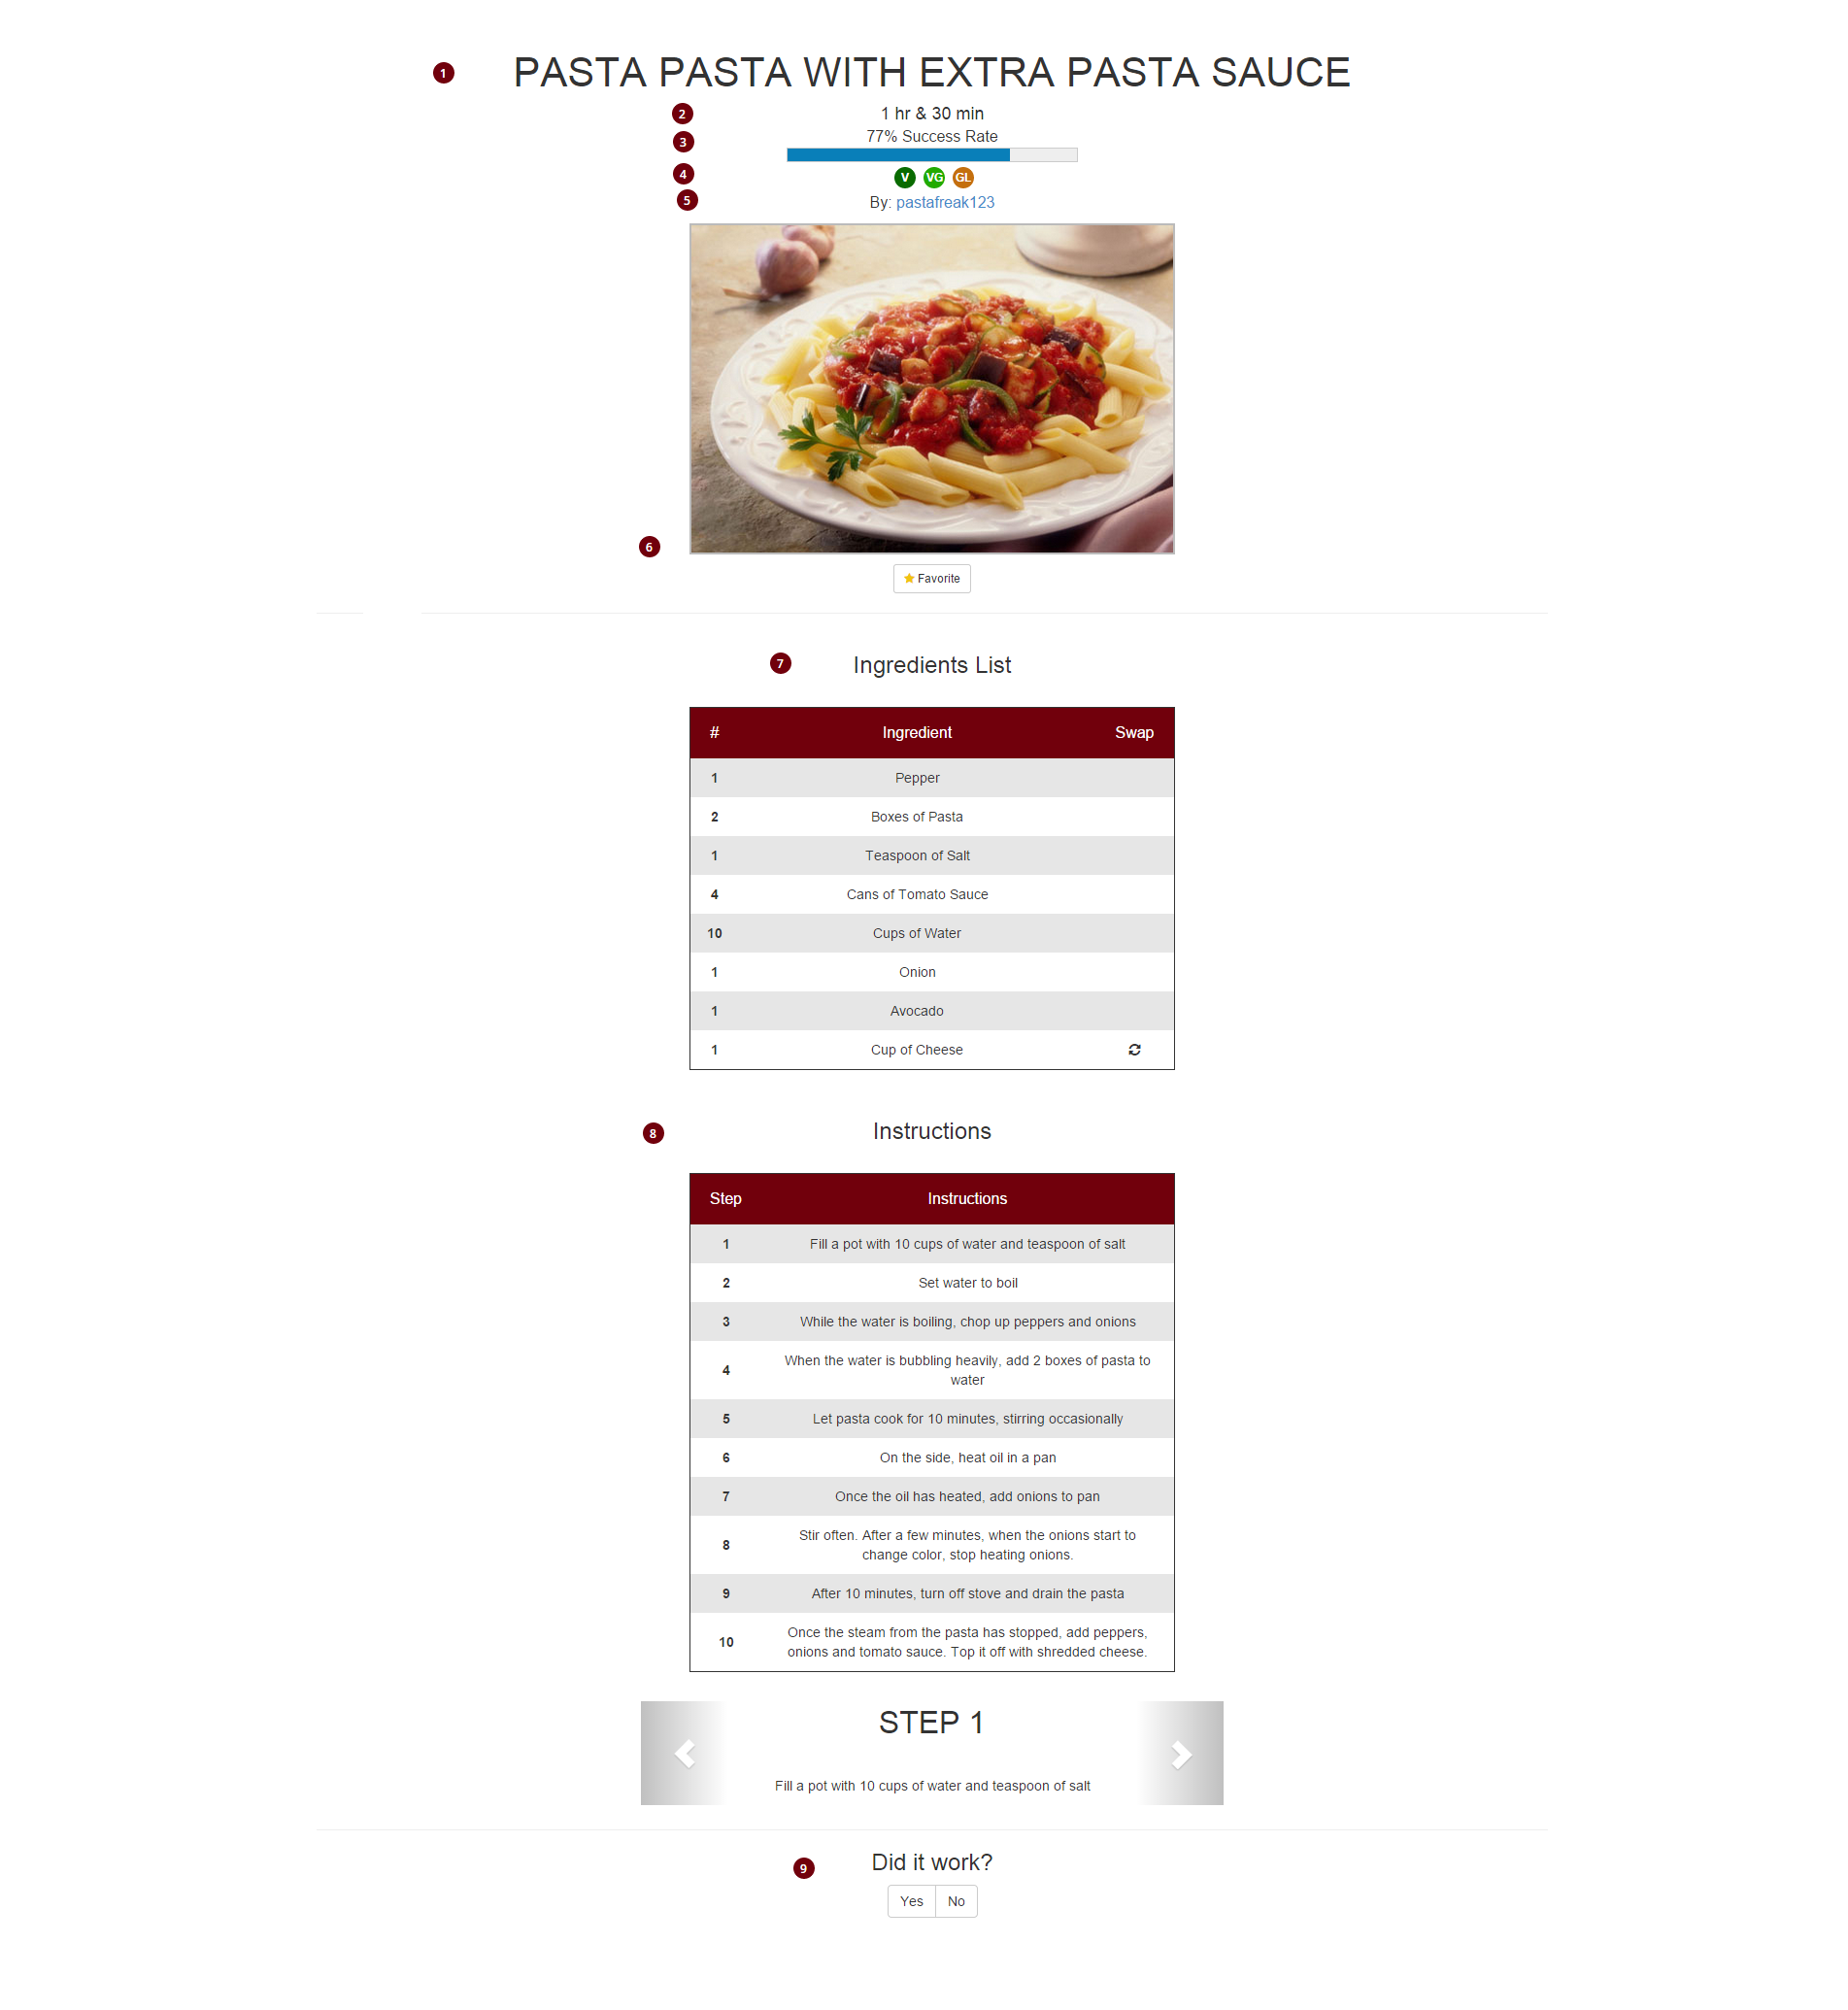 1 PASTA PASTA WITH EXTRA PASTA SAUCE
2 1 hr & 30 min
3 77% Success Rate
4 V VG GL
5 By: pastafreak123
6
Favorite
7 Ingredients List
# Ingredient Swap
1 Pepper
2 Boxes of Pasta
1 Teaspoon of Salt
4 Cans of Tomato Sauce
10 Cups of Water
1 Onion
1 Avocado
1 Cup of Cheese
8 Instructions
Step Instructions
1 Fill a pot with 10 cups of water and teaspoon of salt
2 Set water to boil
3 While the water is boiling, chop up peppers and onions
4 When the water is bubbling heavily, add 2 boxes of pasta to
water
5 Let pasta cook for 10 minutes, stirring occasionally
6 On the side, heat oil in a pan
7 Once the oil has heated, add onions to pan
8 Stir often. After a few minutes, when the onions start to
change color, stop heating onions.
9 After 10 minutes, turn off stove and drain the pasta
10 Once the steam from the pasta has stopped, add peppers,
onions and tomato sauce. Top it off with shredded cheese.
STEP 1
Fill a pot with 10 cups of water and teaspoon of salt
9 Did it work?
Yes No